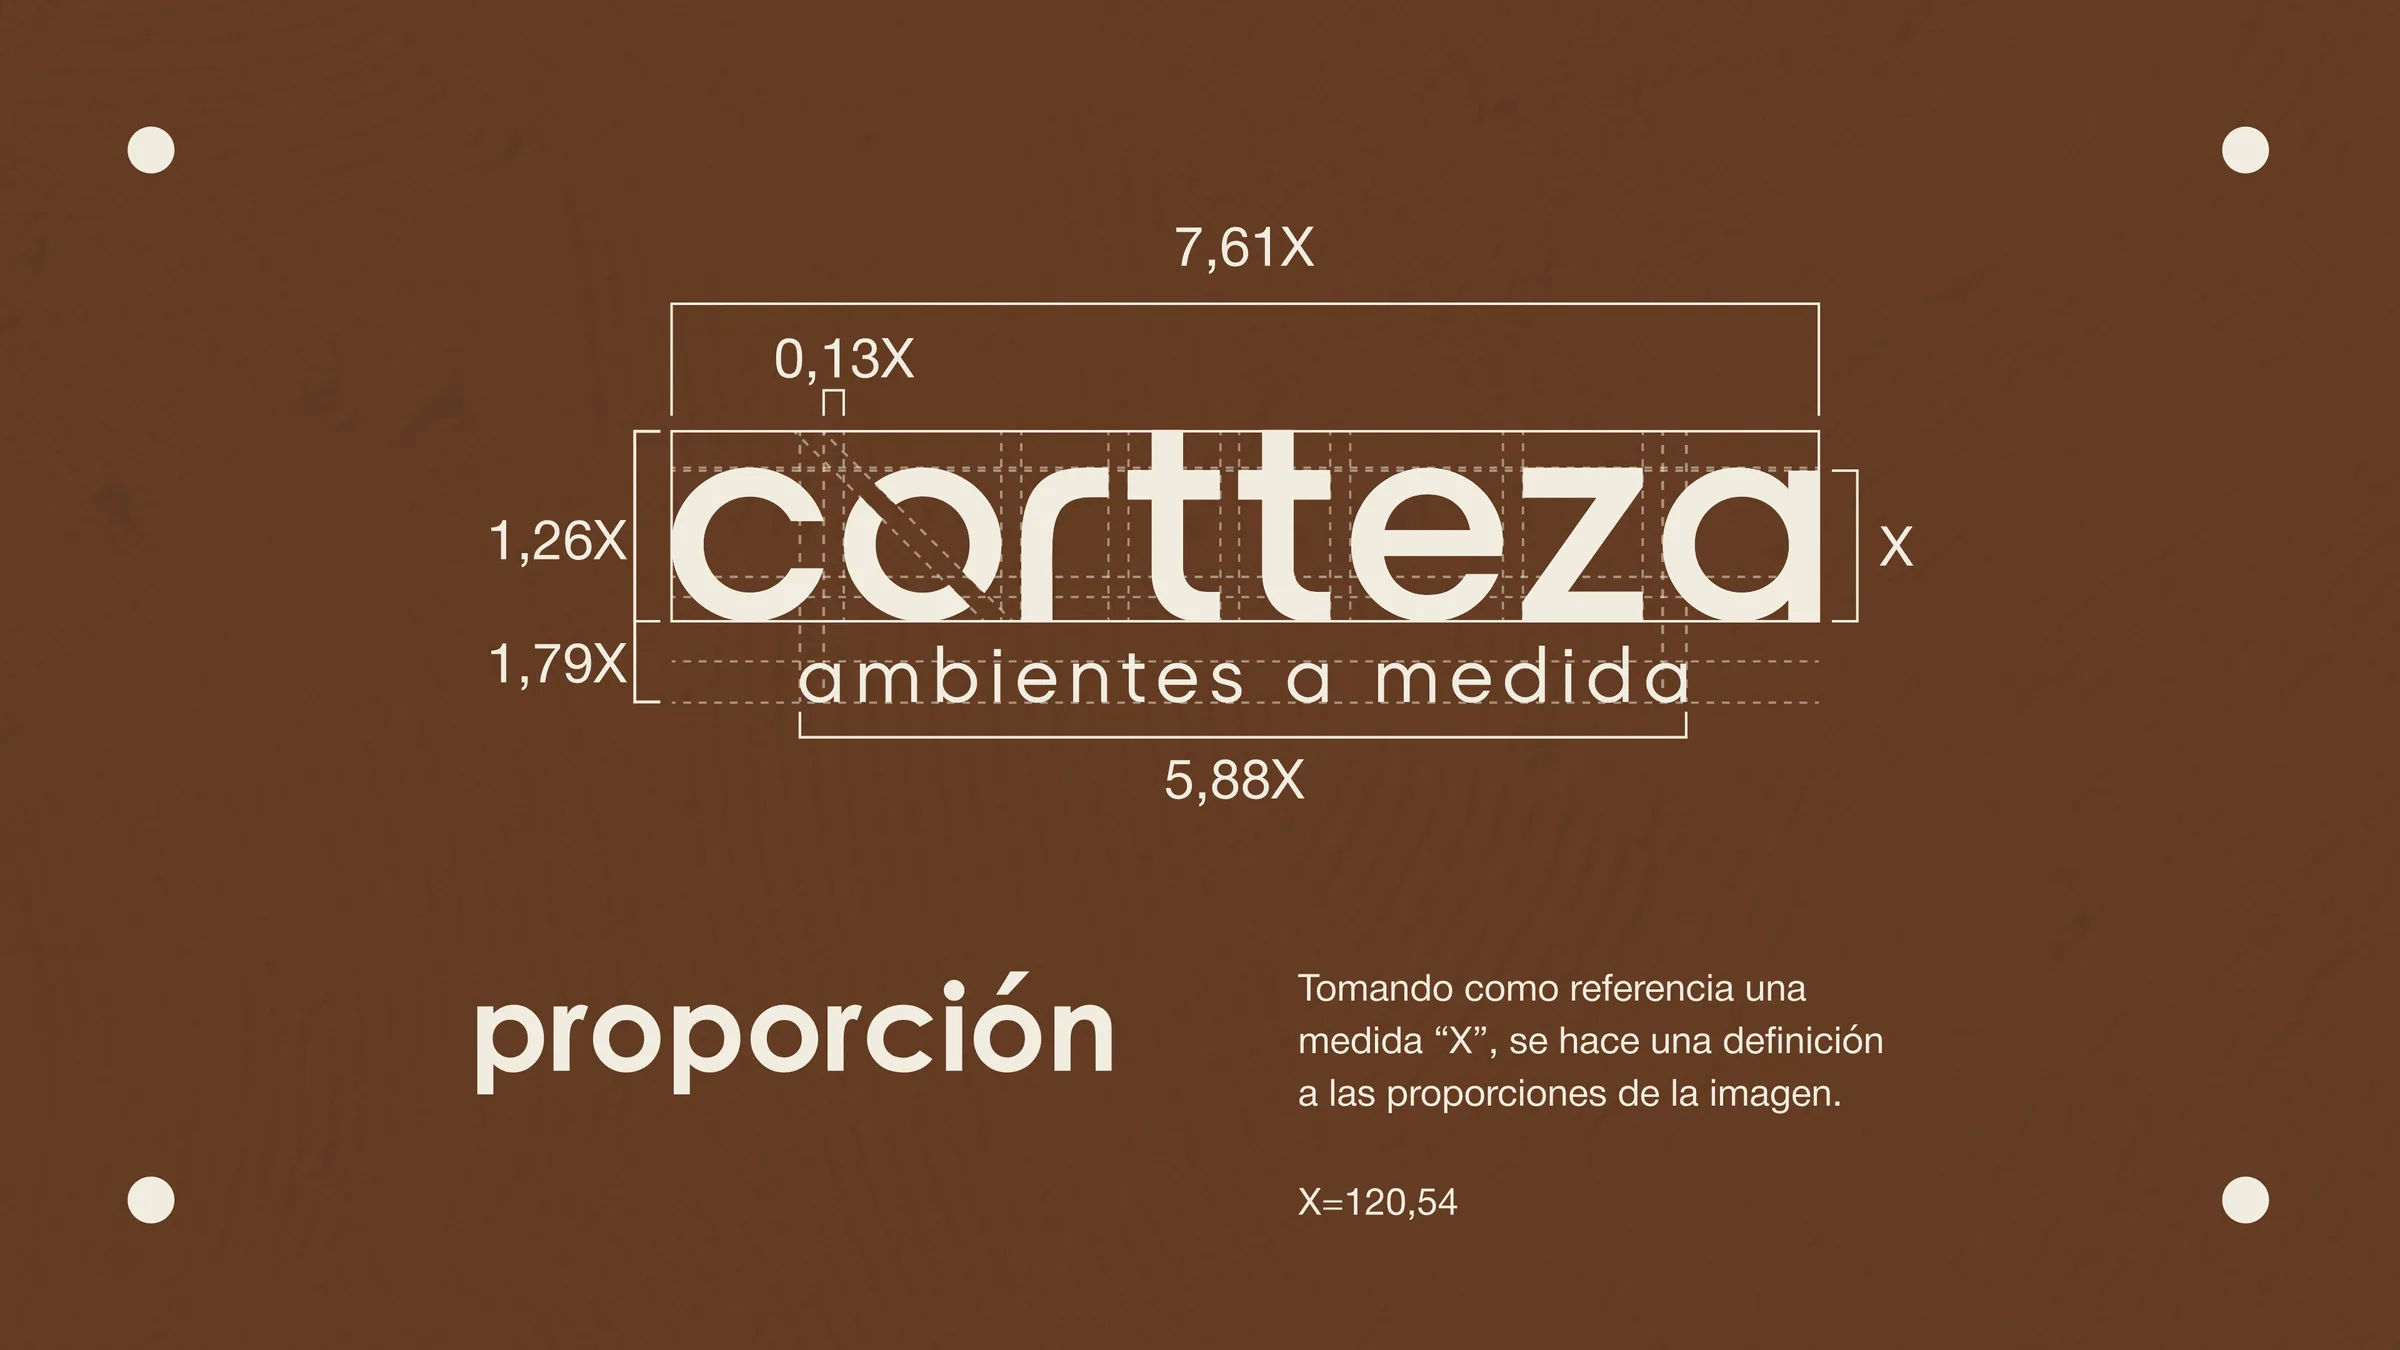 7,61X
0,13X
1,26X
cortteza
X
1,79X
ambientes a medida
5,88X
proporción
Tomando como referencia una
medida “X”, se hace una definición
a las proporciones de la imagen.
X=120,54